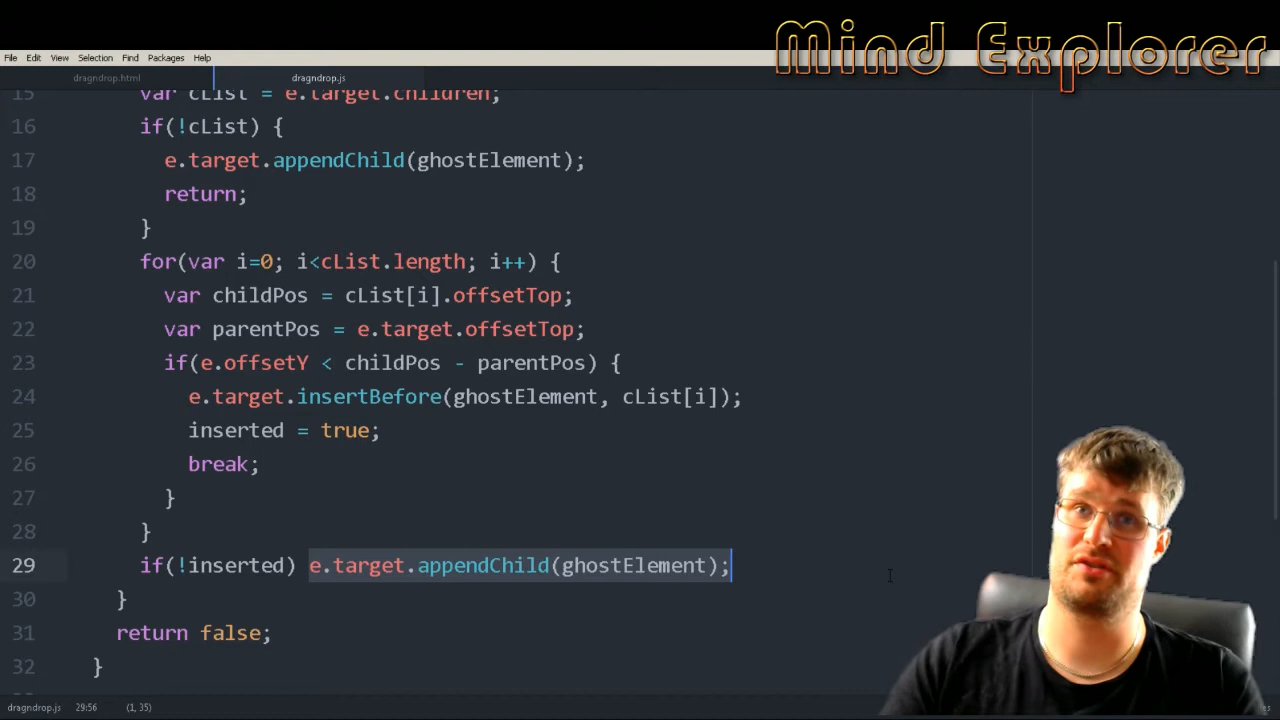 Mind Explorer
File Edit View Selection Find Packages Help
dragndrop.html dragndrop.js
15 var cList = e.target.children;
16 if(!cList) {
17 e.target.appendChild(ghostElement);
18 return;
19 }
20 for(var i=0; i<cList.length; i++) {
21 var childPos = cList[i].offsetTop;
22 var parentPos = e.target.offsetTop;
23 if(e.offsetY < childPos - parentPos) {
24 e.target.insertBefore(ghostElement, cList[i]);
25 inserted = true;
26 break;
27 }
28 }
29 if(!inserted) e.target.appendChild(ghostElement);
30 }
31 return false;
32 }
dragndrop.js 29:56 (1, 35)